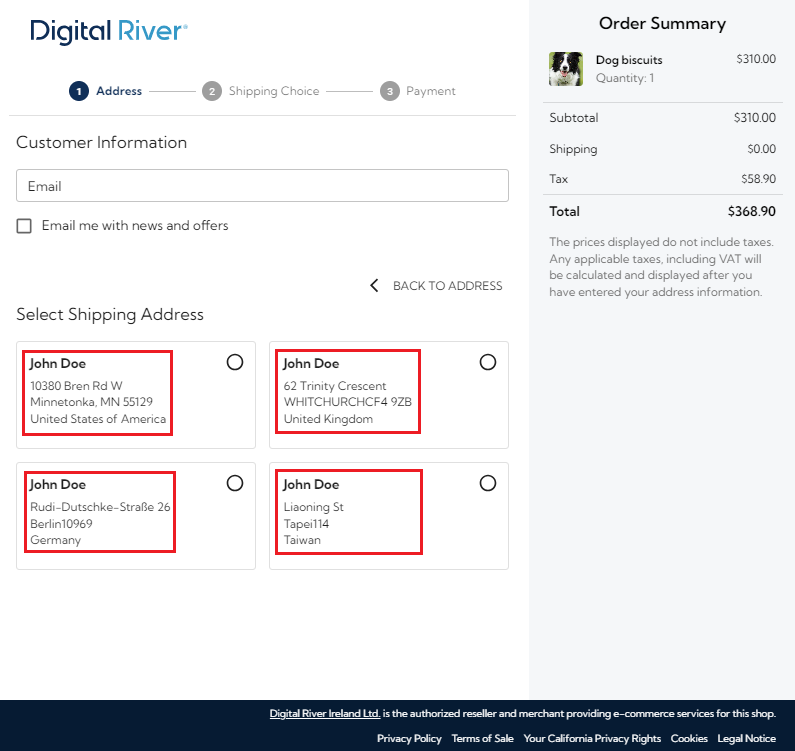 Digital River®
1 Address 2 Shipping Choice 3 Payment
Customer Information
Email
Email me with news and offers
BACK TO ADDRESS
Select Shipping Address
John Doe
10380 Bren Rd W
Minnetonka, MN 55129
United States of America
John Doe
62 Trinity Crescent
WHITCHURCHCF4 9ZB
United Kingdom
John Doe
Rudi-Dutschke-Straße 26
Berlin10969
Germany
John Doe
Liaoning St
Tapei114
Taiwan
Order Summary
Dog biscuits $310.00
Quantity: 1
Subtotal $310.00
Shipping $0.00
Tax $58.90
Total $368.90
The prices displayed do not include taxes.
Any applicable taxes, including VAT will
be calculated and displayed after you
have entered your address information.
Digital River Ireland Ltd. is the authorized reseller and merchant providing e-commerce services for this shop.
Privacy Policy Terms of Sale Your California Privacy Rights Cookies Legal Notice